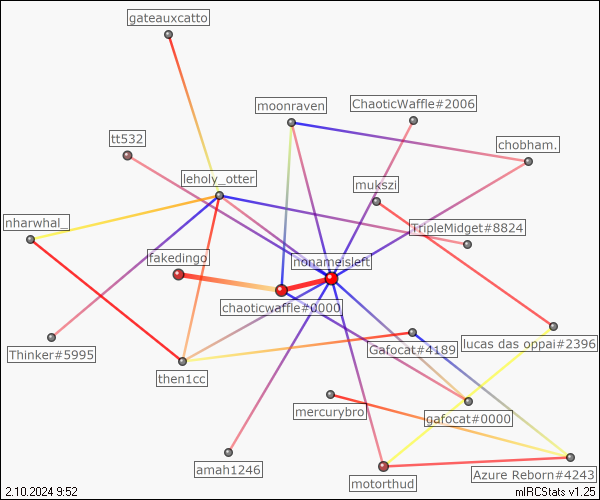 gateauxcatto
moonraven
ChaoticWaffle#2006
tt532
chobham.
leholy_otter
mukszi
nharwhal_
TripleMidget#8824
fakedingo
nonameisleft
chaoticwaffle#0000
Thinker#5995
Gafocat#4189
lucas das oppai#2396
then1cc
mercurybro
gafocat#0000
amah1246
motorthud
Azure Reborn#4243
2.10.2024 9:52
mIRCStats v1.25